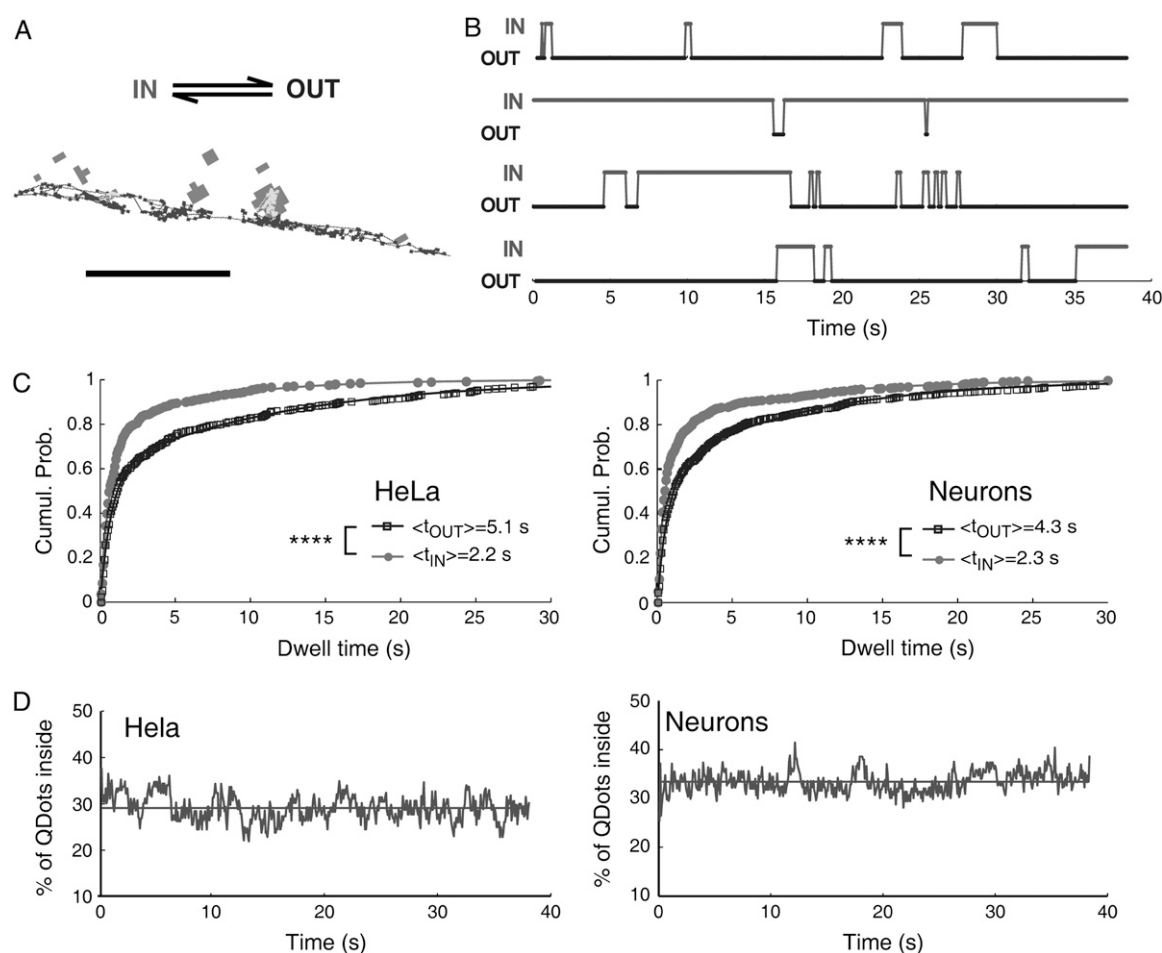 A
IN OUT
B
IN
OUT
IN
OUT
IN
OUT
IN
OUT
0 5 10 15 20 25 30 35 40
Time (s)
C
Cumul. Prob.
1
0.8
0.6
0.4
0.2
0
HeLa
**** <tOUT>=5.1 s
<tIN>=2.2 s
5 10 15 20 25 30
Dwell time (s)
Cumul. Prob.
1
0.8
0.6
0.4
0.2
0
Neurons
**** <tOUT>=4.3 s
<tIN>=2.3 s
0 5 10 15 20 25 30
Dwell time (s)
D
% of QDots inside
50
40
30
20
10
Hela
0 10 20 30 40
Time (s)
% of QDots inside
50
40
30
20
10
Neurons
0 10 20 30 40
Time (s)